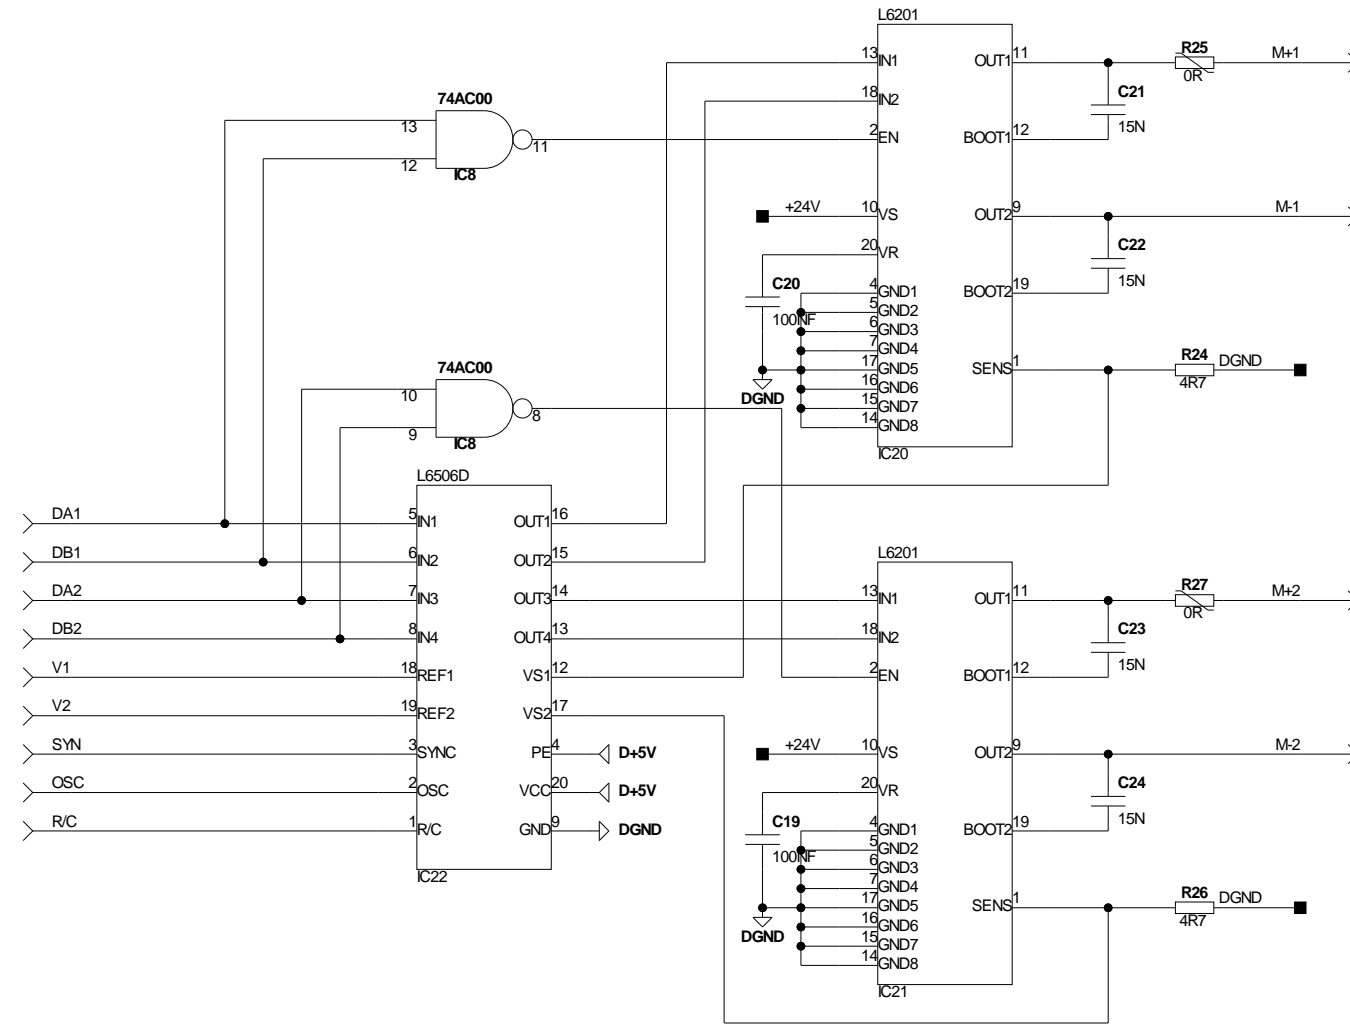 L6201
13 IN1 OUT1 11 R25 0R M+1
18 IN2 C21 15N
2 EN BOOT1 12
+24V 10 VS OUT2 9 M-1
20 VR C22 15N
C20 100NF
4 GND1 BOOT2 19
5 GND2
6 GND3
7 GND4
17 GND5 SENS 1 R24 4R7 DGND
16 GND6
15 GND7
14 GND8
DGND
IC20
74AC00
13
12
11
IC8
74AC00
10
9
8
IC8
L6506D
DA1 5 IN1 OUT1 16
DB1 6 IN2 OUT2 15
DA2 7 IN3 OUT3 14
DB2 8 IN4 OUT4 13
V1 18 REF1 VS1 12
V2 19 REF2 VS2 17
SYN 3 SYNC PE 4 D+5V
OSC 2 OSC VCC 20 D+5V
R/C 1 R/C GND 9 DGND
IC22
L6201
13 IN1 OUT1 11 R27 0R M+2
18 IN2 C23 15N
2 EN BOOT1 12
+24V 10 VS OUT2 9 M-2
20 VR C24 15N
C19 100NF
4 GND1 BOOT2 19
5 GND2
6 GND3
7 GND4
17 GND5 SENS 1 R26 4R7 DGND
16 GND6
15 GND7
14 GND8
DGND
IC21